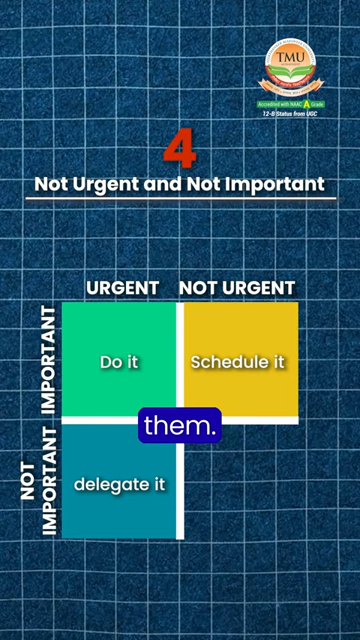 TMU
Accredited with NAAC A Grade
12-B Status from UGC
4
Not Urgent and Not Important
URGENT
NOT URGENT
IMPORTANT
Do it
Schedule it
them.
NOT
IMPORTANT
delegate it